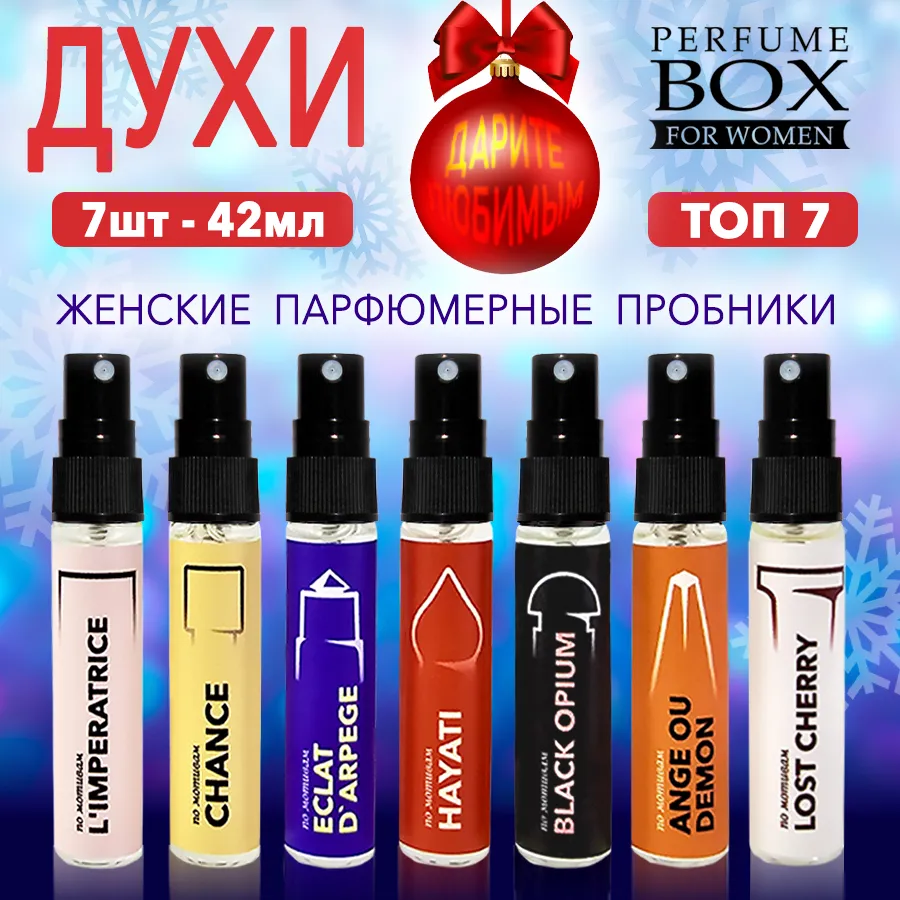 ДУХИ
PERFUME
BOX
FOR WOMEN
ДАРИТЕ
ЛЮБИМЫМ
7шт - 42мл
ТОП 7
ЖЕНСКИЕ ПАРФЮМЕРНЫЕ ПРОБНИКИ
по мотивам
L'IMPERATRICE
по мотивам
CHANCE
по мотивам
ECLAT
D`ARPEGE
по мотивам
HAYATI
по мотивам
BLACK OPIUM
по мотивам
ANGE OU
DEMON
по мотивам
LOST CHERRY